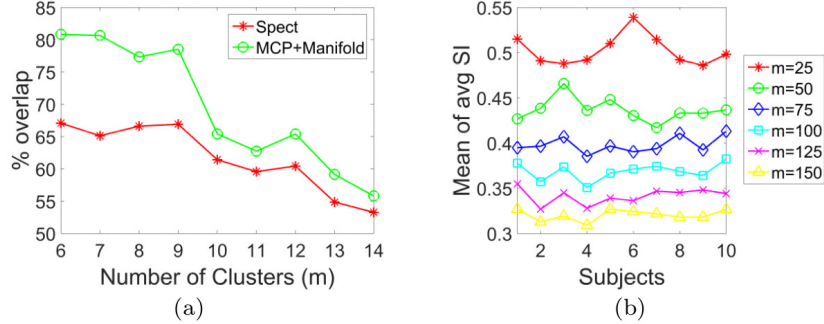 (a)
85
80
75
70
65
60
55
50
% overlap
Spect
MCP+Manifold
6 7 8 9 10 11 12 13 14
Number of Clusters (m)
(a)
(b)
0.55
0.5
0.45
0.4
0.35
0.3
Mean of avg SI
2 4 6 8 10
Subjects
m=25
m=50
m=75
m=100
m=125
m=150
(b)